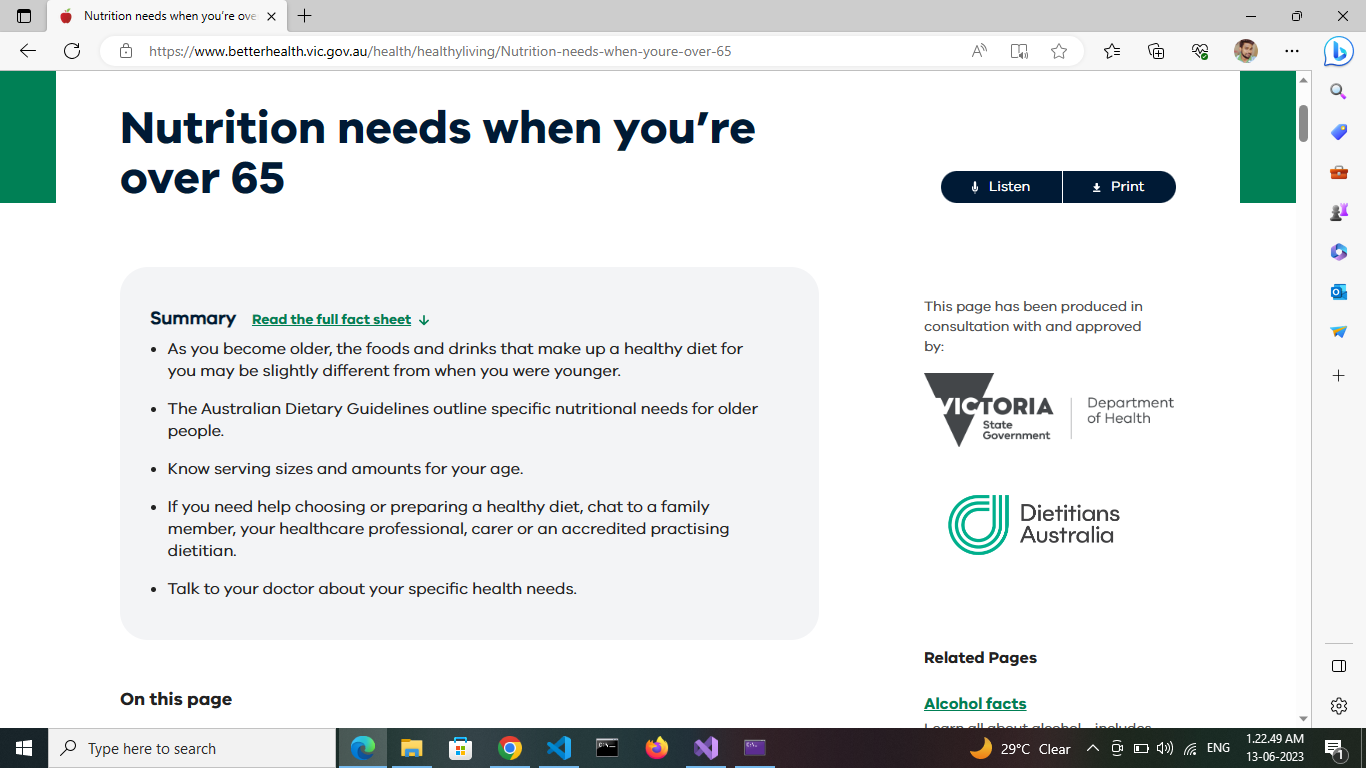 Nutrition needs when you're ove
https://www.betterhealth.vic.gov.au/health/healthyliving/Nutrition-needs-when-youre-over-65
Nutrition needs when you’re
over 65
Listen
Print
Summary Read the full fact sheet
• As you become older, the foods and drinks that make up a healthy diet for
you may be slightly different from when you were younger.
• The Australian Dietary Guidelines outline specific nutritional needs for older
people.
• Know serving sizes and amounts for your age.
• If you need help choosing or preparing a healthy diet, chat to a family
member, your healthcare professional, carer or an accredited practising
dietitian.
• Talk to your doctor about your specific health needs.
On this page
This page has been produced in
consultation with and approved
by:
VICTORIA
State
Government
Department
of Health
Dietitians
Australia
Related Pages
Alcohol facts
Learn all about alcohol - includes
Type here to search
29°C Clear
ENG
1.22.49 AM
13-06-2023
1